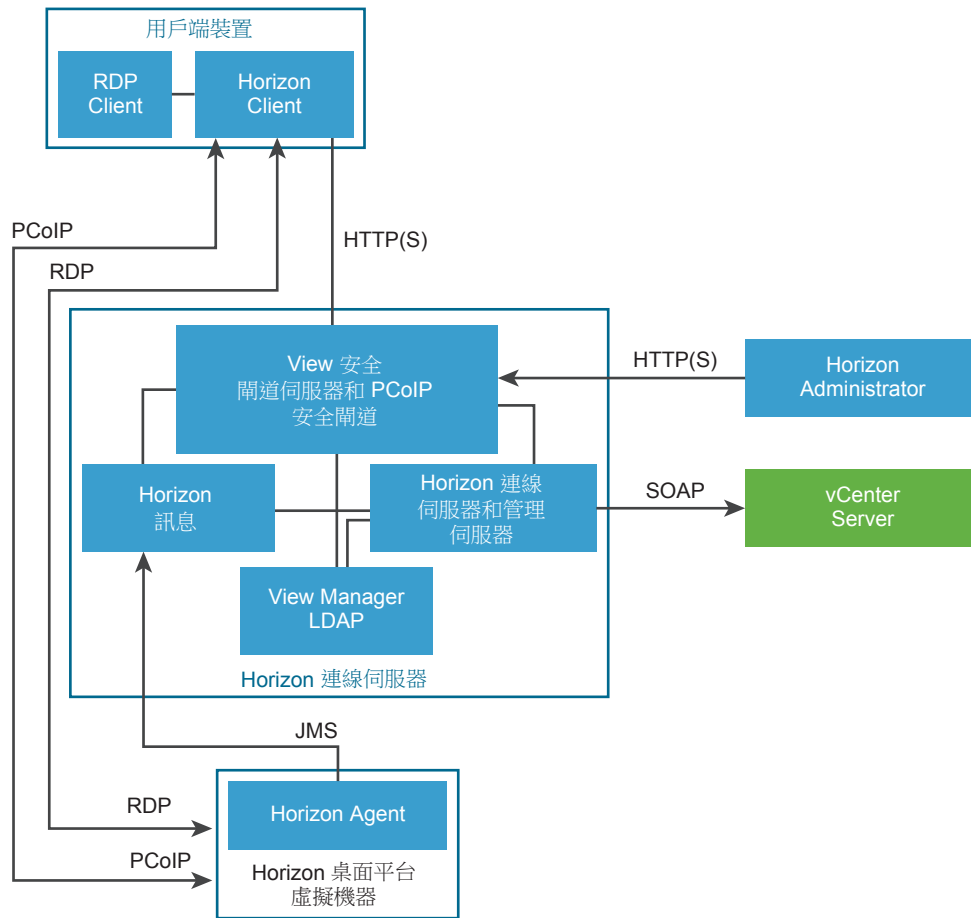 用戶端裝置
RDP
Client
Horizon
Client
PCoIP
HTTP(S)
RDP
View 安全
閘道伺服器和 PCoIP
安全閘道
HTTP(S)
Horizon
Administrator
Horizon
訊息
Horizon 連線
伺服器和管理
伺服器
SOAP
vCenter
Server
View Manager
LDAP
Horizon 連線伺服器
JMS
RDP
Horizon Agent
PCoIP
Horizon 桌面平台
虛擬機器